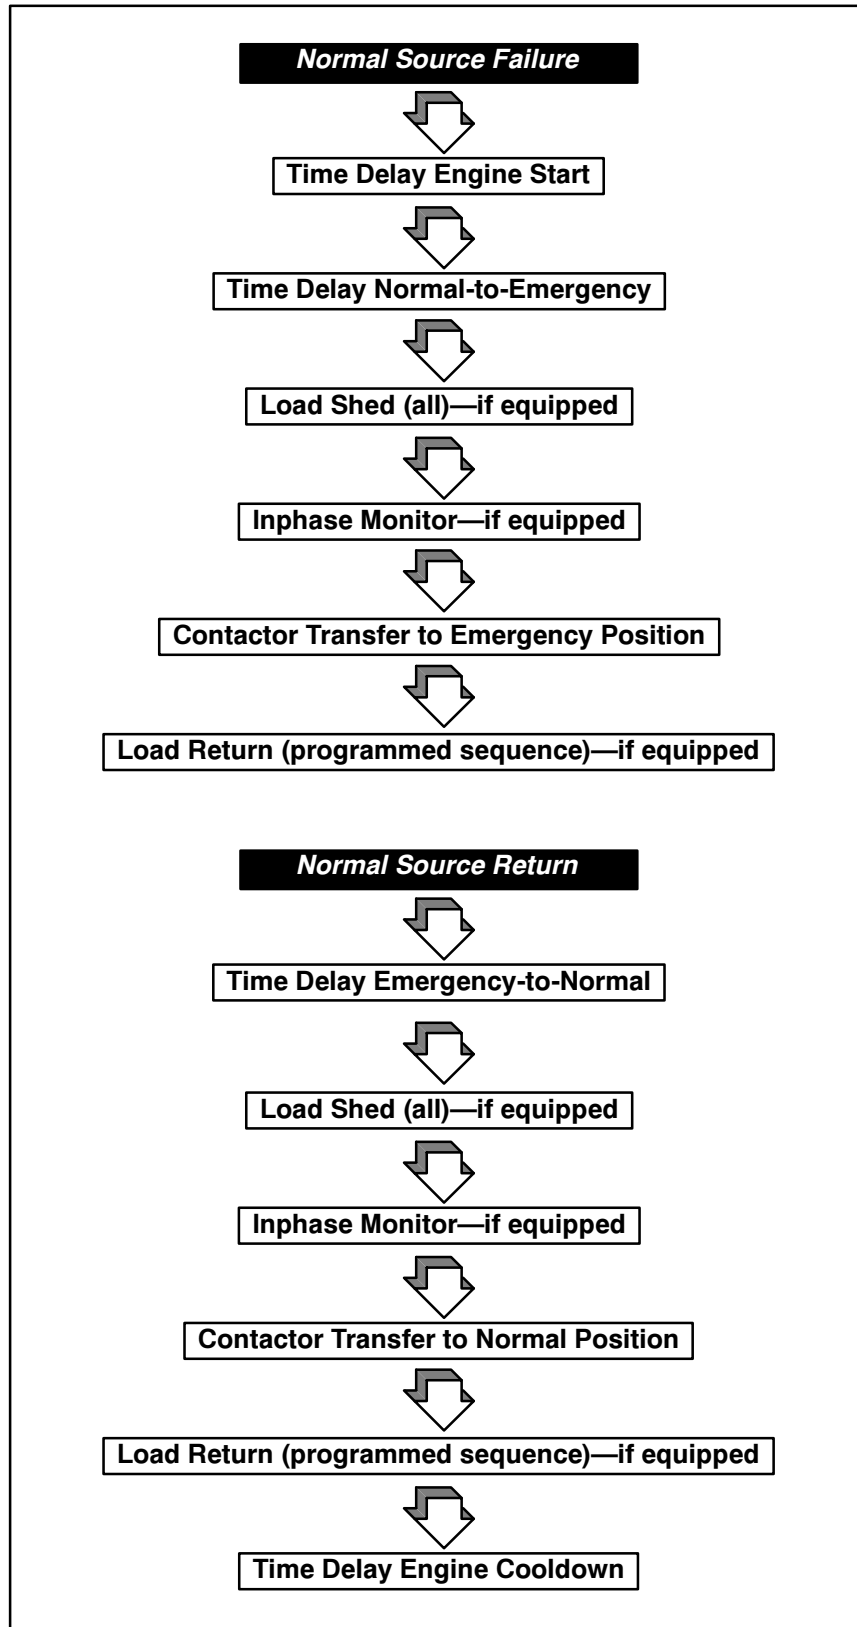 Normal Source Failure
Time Delay Engine Start
Time Delay Normal-to-Emergency
Load Shed (all)—if equipped
Inphase Monitor—if equipped
Contactor Transfer to Emergency Position
Load Return (programmed sequence)—if equipped
Normal Source Return
Time Delay Emergency-to-Normal
Load Shed (all)—if equipped
Inphase Monitor—if equipped
Contactor Transfer to Normal Position
Load Return (programmed sequence)—if equipped
Time Delay Engine Cooldown